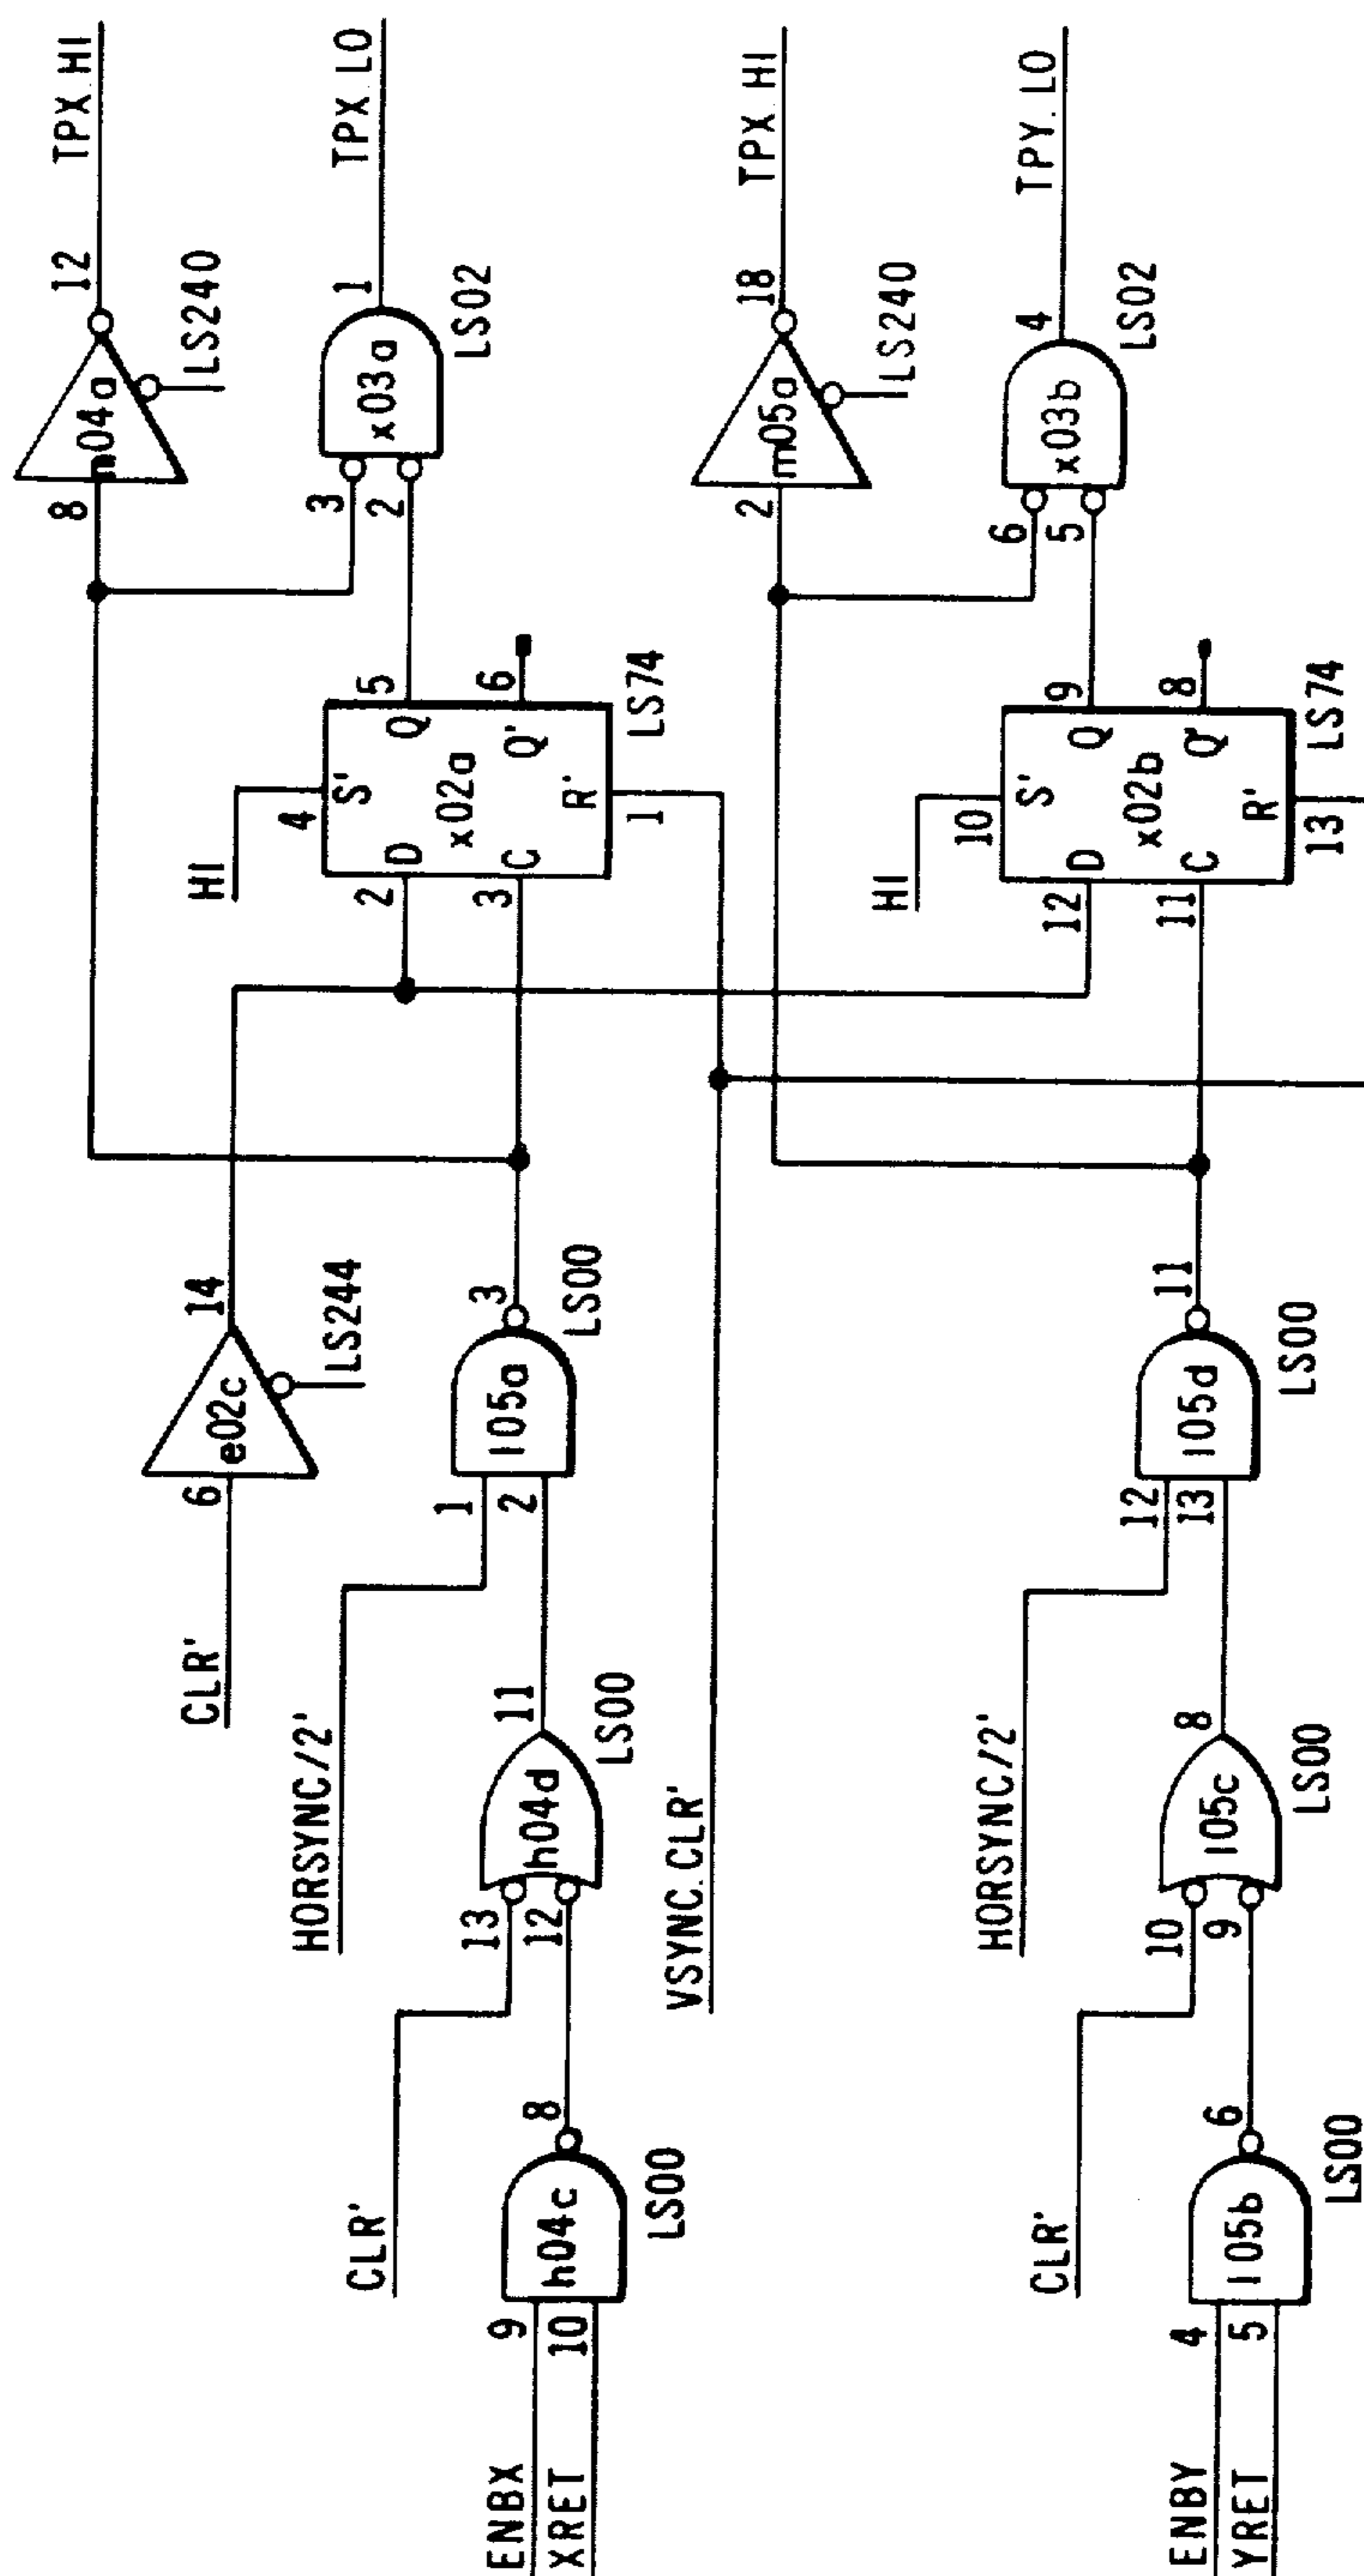 ENBX
XRET
9
10
h04c
8
LS00
CLR'
13
12
h04d
11
LS00
HORSYNC/2'
1
2
105a
3
LS00
CLR'
6
e02c
14
LS244
HI
4
S'
2
D
Q
5
x02a
3
C
Q'
6
R'
1
LS74
8
04a
12
TPX HI
LS240
3
2
x03a
1
TPX.LO
LS02
VSYNC.CLR'
ENBY
YRET
4
5
105b
6
LS00
CLR'
10
9
105c
8
LS00
HORSYNC/2'
12
13
105d
11
LS00
HI
10
S'
12
D
Q
9
x02b
11
C
Q'
8
R'
13
LS74
2
m05a
18
TPX HI
LS240
6
5
x03b
4
TPY.LO
LS02